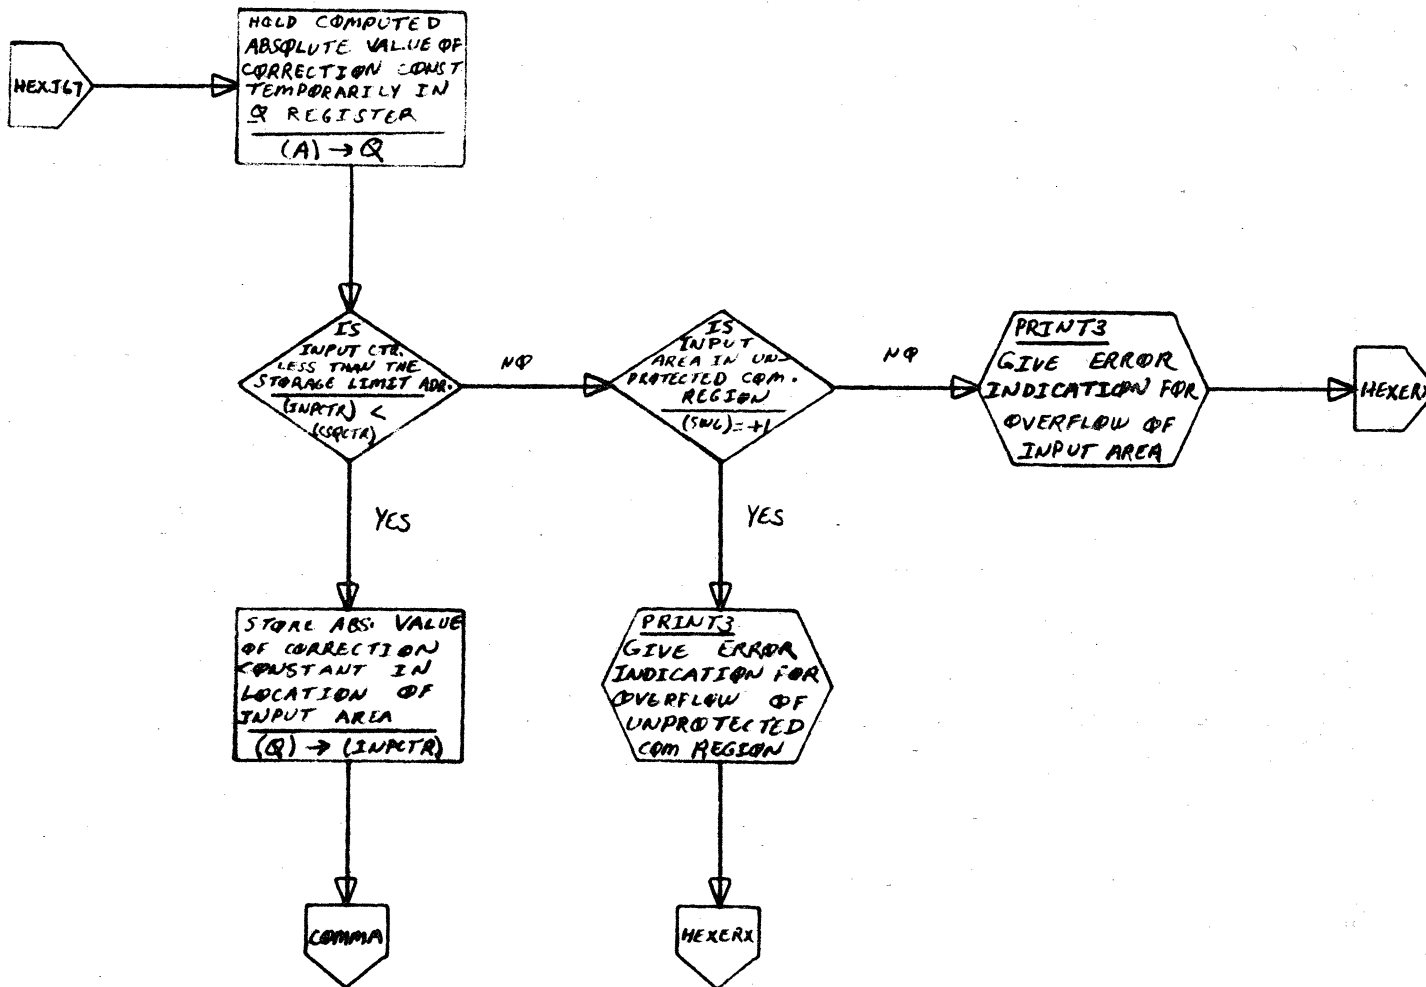 HEXJ67
HOLD COMPUTED
ABSOLUTE VALUE OF
CORRECTION CONST
TEMPORARILY IN
Q REGISTER
(A) → Q
IS
INPUT CTR.
LESS THAN THE
STORAGE LIMIT ADR.
(INPCTR) <
NO
IS
INPUT
AREA IN UN-
PROTECTED COM.
REGION
(SW6) = +1
NO
PRINT3
GIVE ERROR
INDICATION FOR
OVERFLOW OF
INPUT AREA
HEXERX
YES
YES
STORE ABS. VALUE
OF CORRECTION
CONSTANT IN
LOCATION OF
INPUT AREA
(Q) → (INPCTR)
PRINT3
GIVE ERROR
INDICATION FOR
OVERFLOW OF
UNPROTECTED
COM REGION
COMMA
HEXERX